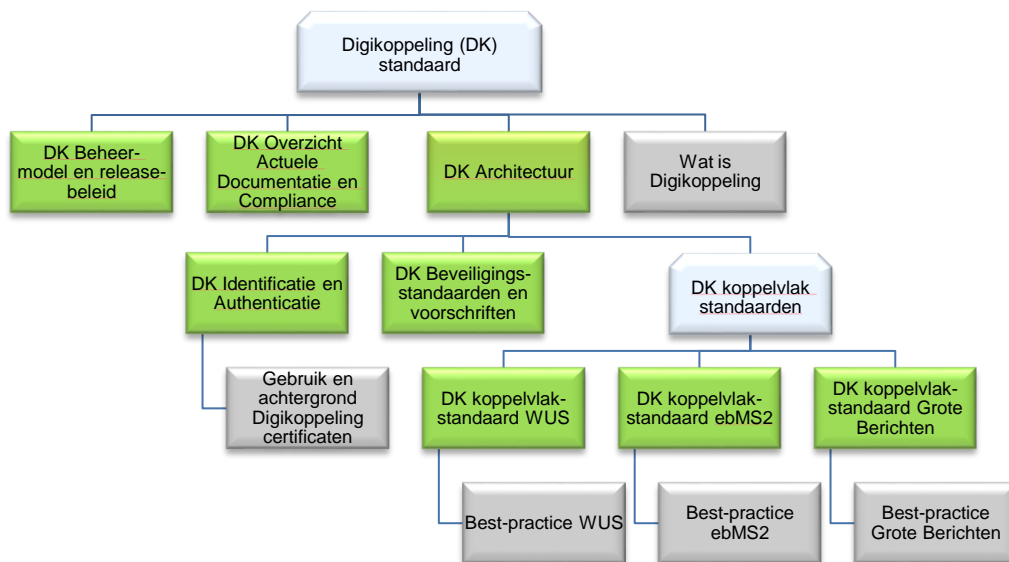 Digikoppeling (DK)
standaard
DK Beheer-
model en release-
beleid
DK Overzicht
Actuele
Documentatie en
Compliance
DK Architectuur
Wat is
Digikoppeling
DK Identificatie en
Authenticatie
DK Beveiligings-
standaarden en
voorschriften
DK koppelvlak
standaarden
Gebruik en
achtergrond
Digikoppeling
certificaten
DK koppelvlak-
standaard WUS
DK koppelvlak-
standaard ebMS2
DK koppelvlak-
standaard Grote
Berichten
Best-practice WUS
Best-practice
ebMS2
Best-practice
Grote Berichten